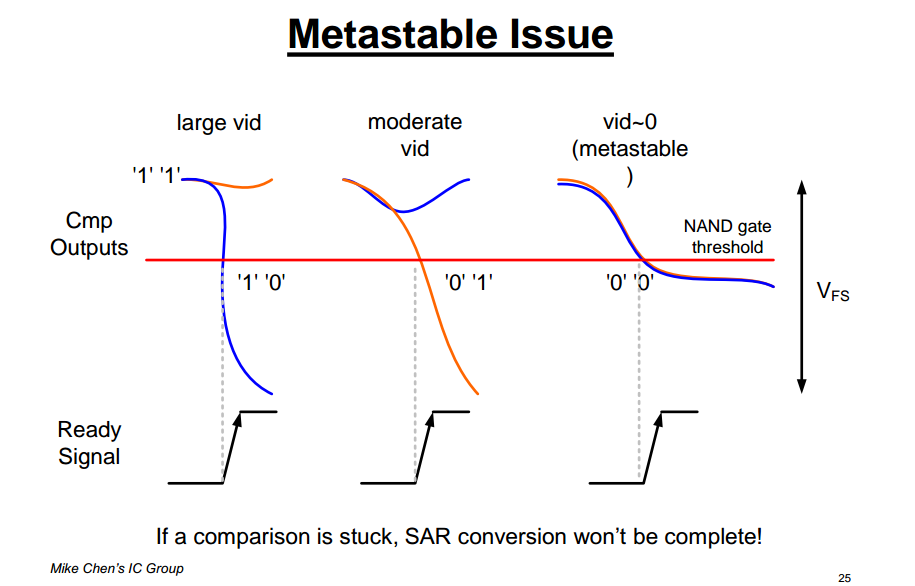 Metastable Issue
large vid
moderate
vid
vid~0
(metastable
)
'1' '1'
Cmp
Outputs
NAND gate
threshold
'1' '0'
'0' '1'
'0' '0'
VFS
Ready
Signal
If a comparison is stuck, SAR conversion won't be complete!
Mike Chen's IC Group
25